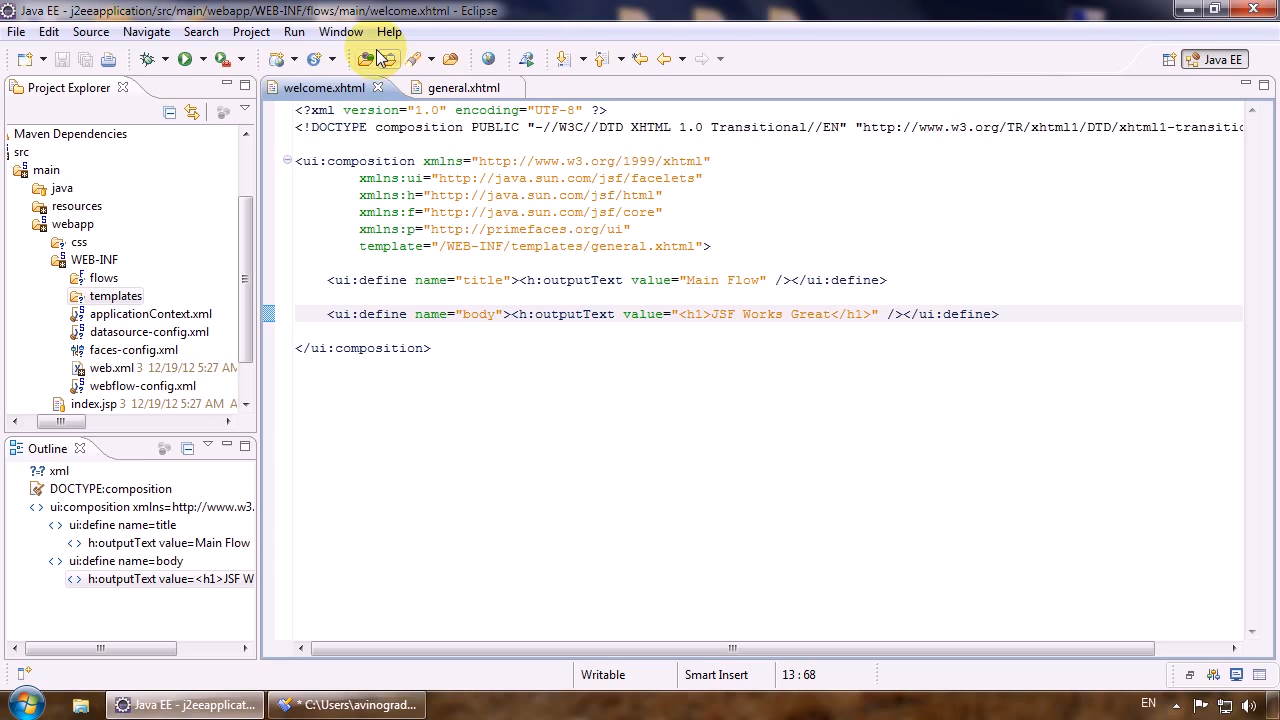 Java EE - j2eeapplication/src/main/webapp/WEB-INF/flows/main/welcome.xhtml - Eclipse
File Edit Source Navigate Search Project Run Window Help
Java EE
Project Explorer
welcome.xhtml
general.xhtml
Maven Dependencies
src
main
java
resources
webapp
css
WEB-INF
flows
templates
applicationContext.xml
datasource-config.xml
faces-config.xml
web.xml 3 12/19/12 5:27 AM
webflow-config.xml
index.jsp 3 12/19/12 5:27 AM
<?xml version="1.0" encoding="UTF-8" ?>
<!DOCTYPE composition PUBLIC "-//W3C//DTD XHTML 1.0 Transitional//EN" "http://www.w3.org/TR/xhtml1/DTD/xhtml1-transitio
<ui:composition xmlns="http://www.w3.org/1999/xhtml"
xmlns:ui="http://java.sun.com/jsf/facelets"
xmlns:h="http://java.sun.com/jsf/html"
xmlns:f="http://java.sun.com/jsf/core"
xmlns:p="http://primefaces.org/ui"
template="/WEB-INF/templates/general.xhtml">
<ui:define name="title"><h:outputText value="Main Flow" /></ui:define>
<ui:define name="body"><h:outputText value="<h1>JSF Works Great</h1>" /></ui:define>
</ui:composition>
Outline
xml
DOCTYPE:composition
ui:composition xmlns=http://www.w3.
ui:define name=title
h:outputText value=Main Flow
ui:define name=body
h:outputText value=<h1>JSF W
Writable
Smart Insert
13 : 68
Java EE - j2eeapplicat...
* C:\Users\avinograd...
EN